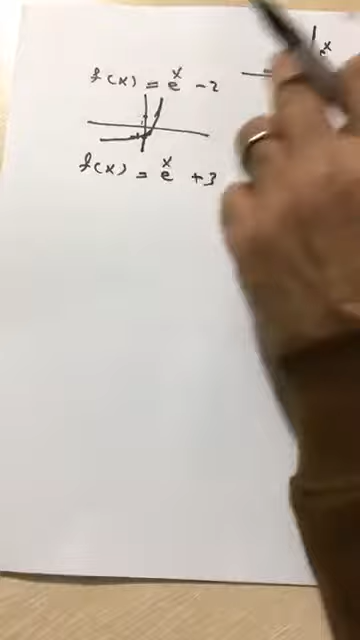 f(x) = e^x - 2
e^x
f(x) = e^x + 3